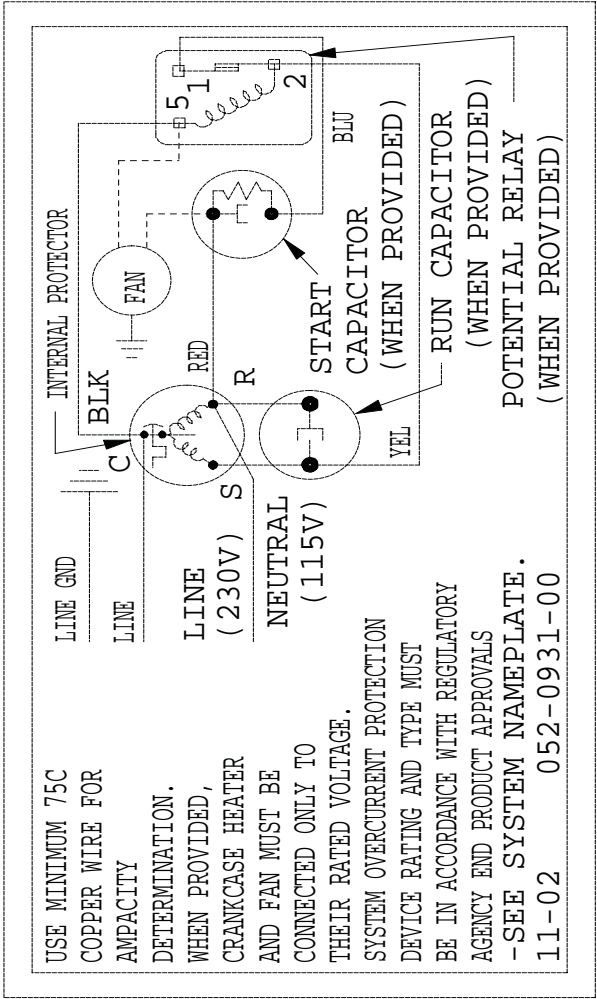 USE MINIMUM 75C
COPPER WIRE FOR
AMPACITY
DETERMINATION.
WHEN PROVIDED,
CRANKCASE HEATER
AND FAN MUST BE
CONNECTED ONLY TO
THEIR RATED VOLTAGE.
SYSTEM OVERCURRENT PROTECTION
DEVICE RATING AND TYPE MUST
BE IN ACCORDANCE WITH REGULATORY
AGENCY END PRODUCT APPROVALS
-SEE SYSTEM NAMEPLATE.
11-02 052-0931-00
LINE GND
LINE
LINE
(230V)
NEUTRAL
(115V)
INTERNAL PROTECTOR
BLK
C
S
R
RED
YEL
FAN
START
CAPACITOR
(WHEN PROVIDED)
RUN CAPACITOR
(WHEN PROVIDED)
POTENTIAL RELAY
(WHEN PROVIDED)
BLU
5
1
2